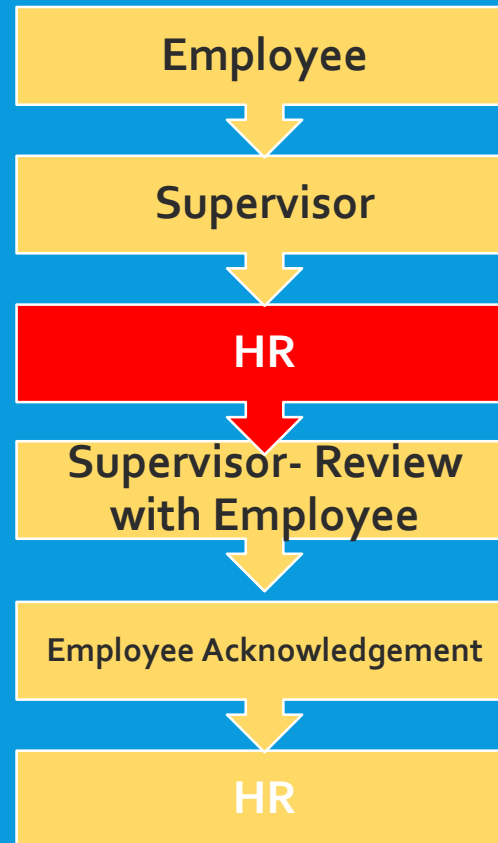 Employee
Supervisor
HR
Supervisor- Review
with Employee
Employee Acknowledgement
HR